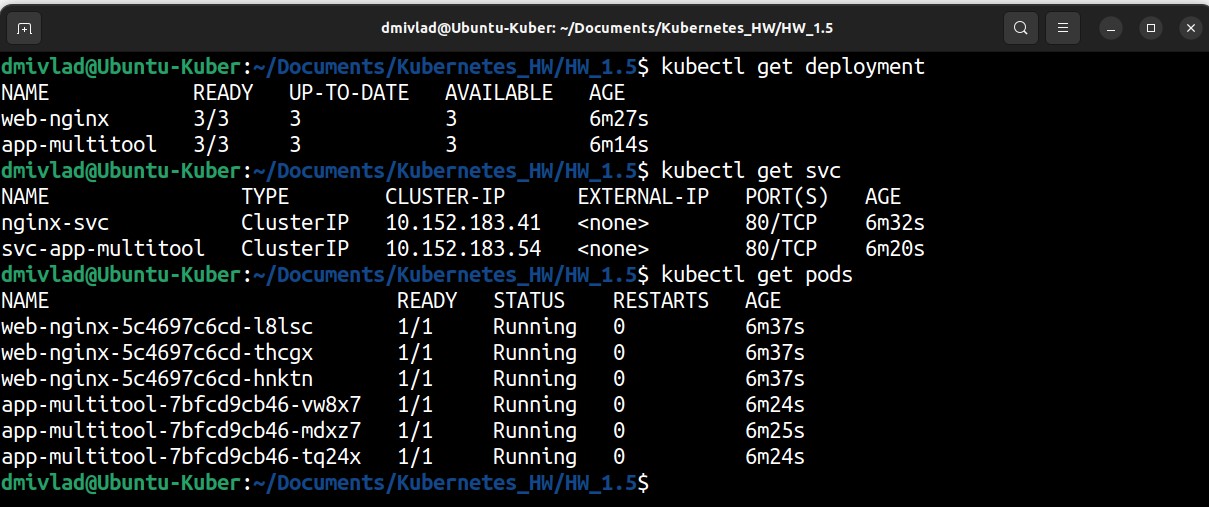 dmivlad@Ubuntu-Kuber: ~/Documents/Kubernetes_HW/HW_1.5
dmivlad@Ubuntu-Kuber:~/Documents/Kubernetes_HW/HW_1.5$ kubectl get deployment
NAME            READY   UP-TO-DATE   AVAILABLE   AGE
web-nginx       3/3     3            3           6m27s
app-multitool   3/3     3            3           6m14s
dmivlad@Ubuntu-Kuber:~/Documents/Kubernetes_HW/HW_1.5$ kubectl get svc
NAME                TYPE        CLUSTER-IP      EXTERNAL-IP   PORT(S)   AGE
nginx-svc           ClusterIP   10.152.183.41   <none>        80/TCP    6m32s
svc-app-multitool   ClusterIP   10.152.183.54   <none>        80/TCP    6m20s
dmivlad@Ubuntu-Kuber:~/Documents/Kubernetes_HW/HW_1.5$ kubectl get pods
NAME                             READY   STATUS    RESTARTS   AGE
web-nginx-5c4697c6cd-l8lsc       1/1     Running   0          6m37s
web-nginx-5c4697c6cd-thcgx       1/1     Running   0          6m37s
web-nginx-5c4697c6cd-hnktn       1/1     Running   0          6m37s
app-multitool-7bfcd9cb46-vw8x7   1/1     Running   0          6m24s
app-multitool-7bfcd9cb46-mdxz7   1/1     Running   0          6m25s
app-multitool-7bfcd9cb46-tq24x   1/1     Running   0          6m24s
dmivlad@Ubuntu-Kuber:~/Documents/Kubernetes_HW/HW_1.5$